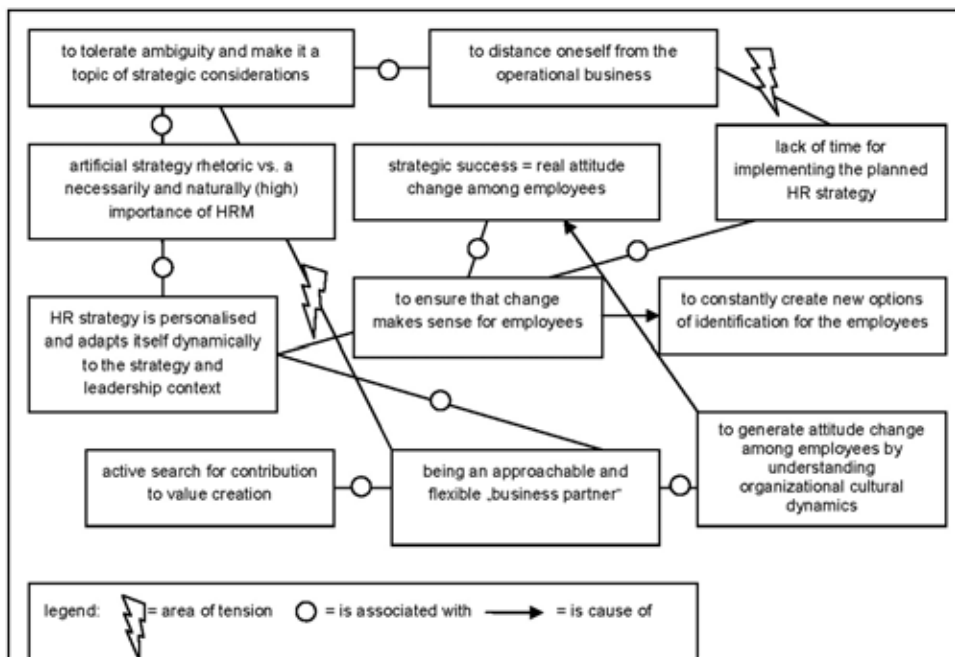 to tolerate ambiguity and make it a
topic of strategic considerations
to distance oneself from the
operational business
lack of time for
implementing the planned
HR strategy
artificial strategy rhetoric vs. a
necessarily and naturally (high)
importance of HRM
strategic success = real attitude
change among employees
HR strategy is personalised
and adapts itself dynamically
to the strategy and
leadership context
to ensure that change
makes sense for employees
to constantly create new options
of identification for the employees
active search for contribution
to value creation
being an approachable and
flexible „business partner“
to generate attitude change
among employees by
understanding
organizational cultural
dynamics
legend: = area of tension = is associated with = is cause of